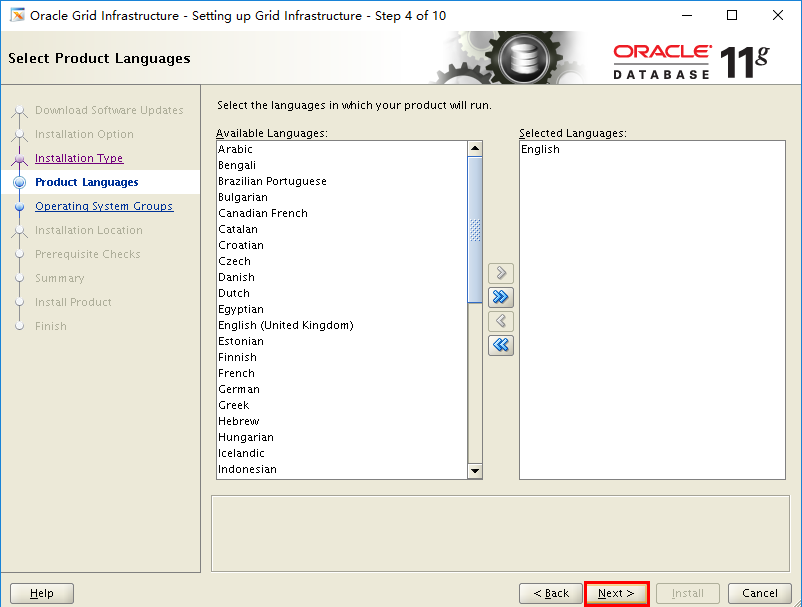 Oracle Grid Infrastructure - Setting up Grid Infrastructure - Step 4 of 10
Select Product Languages
ORACLE
DATABASE
11g
Download Software Updates
Installation Option
Installation Type
Product Languages
Operating System Groups
Installation Location
Prerequisite Checks
Summary
Install Product
Finish
Select the languages in which your product will run.
Available Languages:
Arabic
Bengali
Brazilian Portuguese
Bulgarian
Canadian French
Catalan
Croatian
Czech
Danish
Dutch
Egyptian
English (United Kingdom)
Estonian
Finnish
French
German
Greek
Hebrew
Hungarian
Icelandic
Indonesian
Selected Languages:
English
Help
< Back
Next >
Install
Cancel